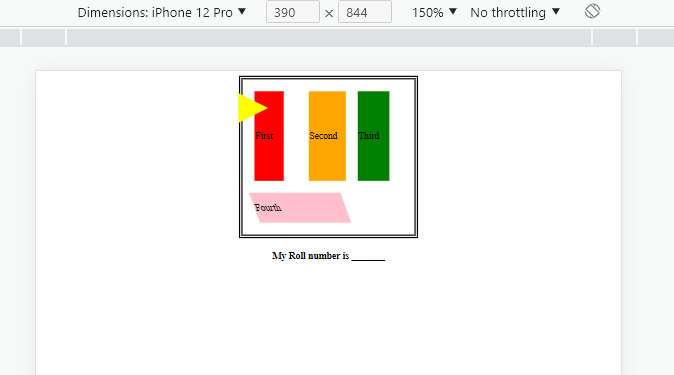 Dimensions: iPhone 12 Pro ▼ 390 × 844 150% ▼ No throttling ▼
First Second Third
Fourth
My Roll number is _______